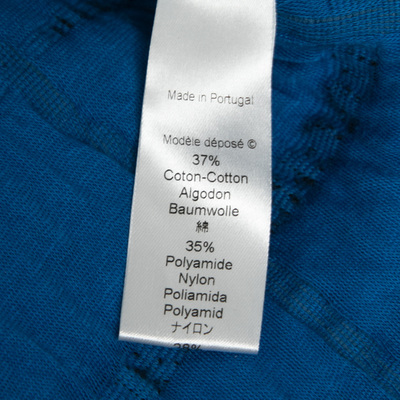 Made in Portugal
Modèle déposé ©
37%
Coton-Cotton
Algodon
Baumwolle
綿
35%
Polyamide
Nylon
Poliamida
Polyamid
ナイロン
28%